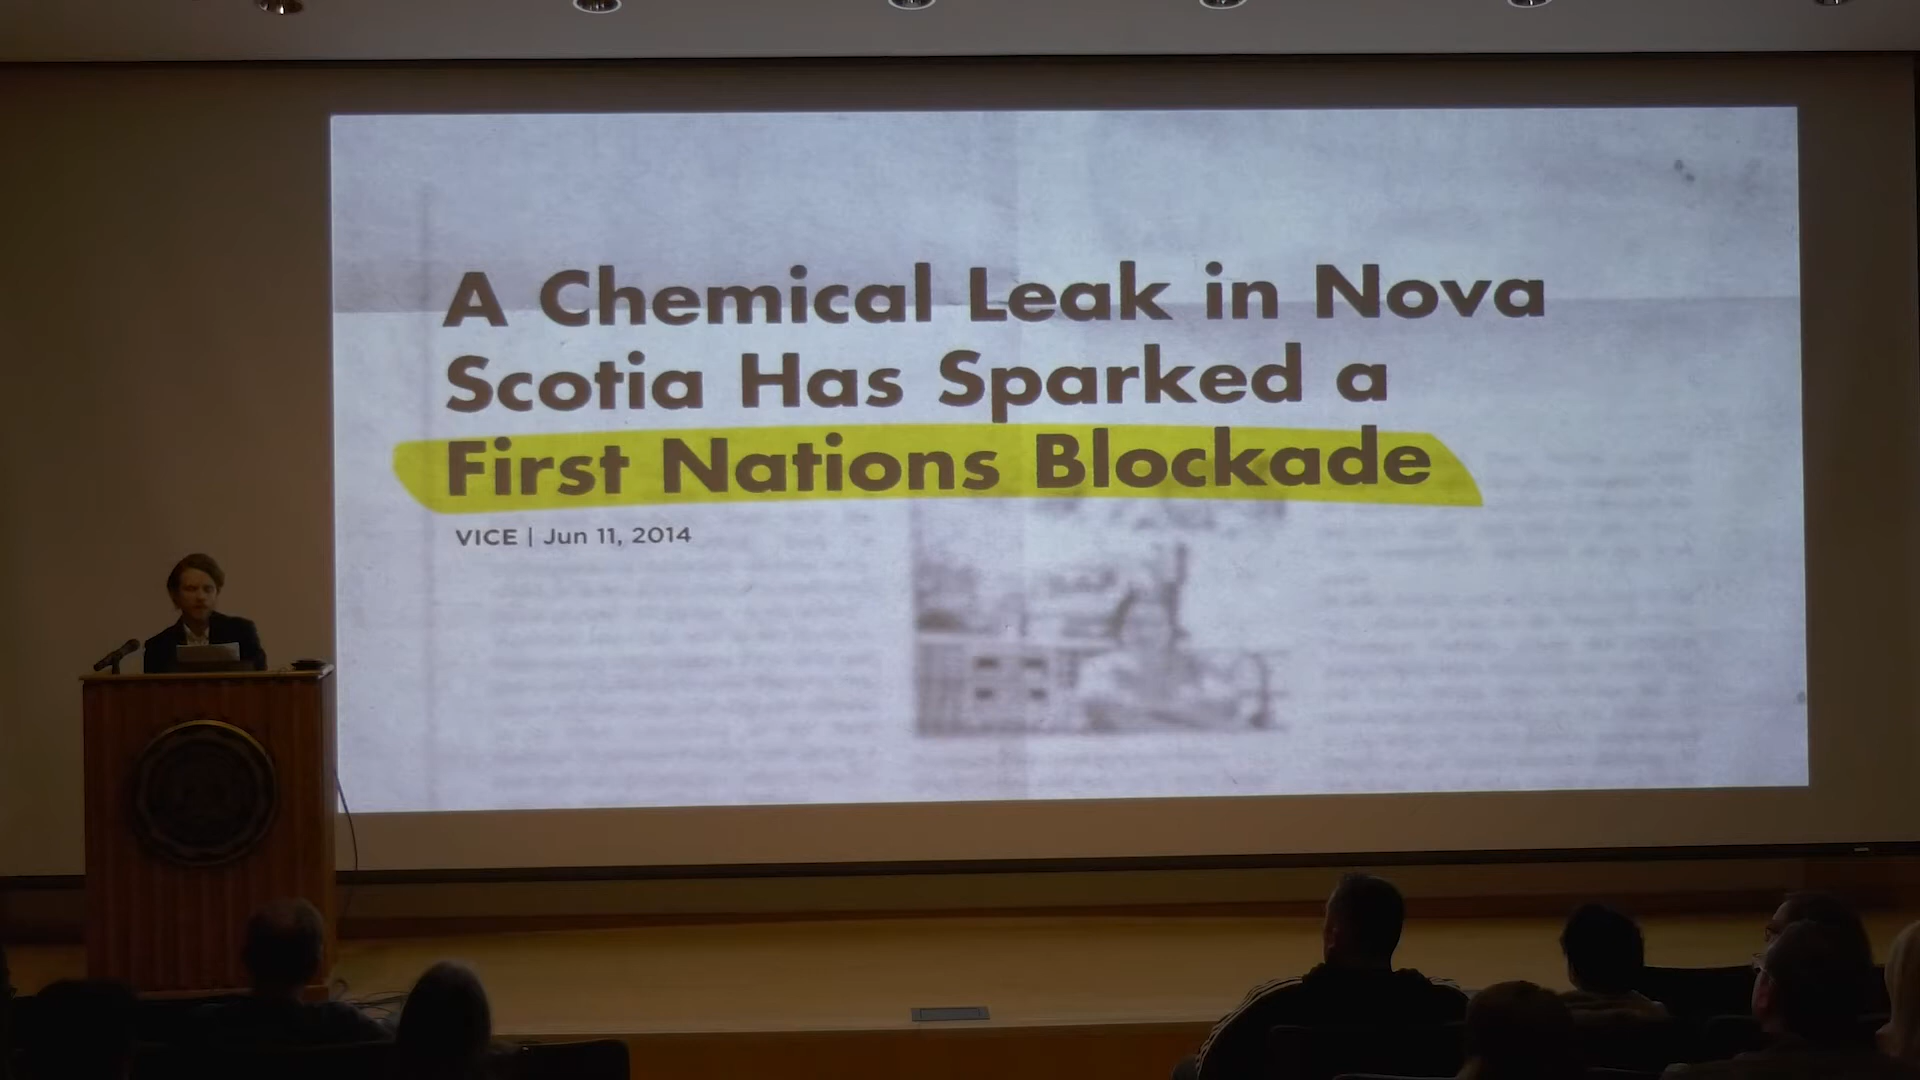 A Chemical Leak in Nova
Scotia Has Sparked a
First Nations Blockade
VICE | Jun 11, 2014